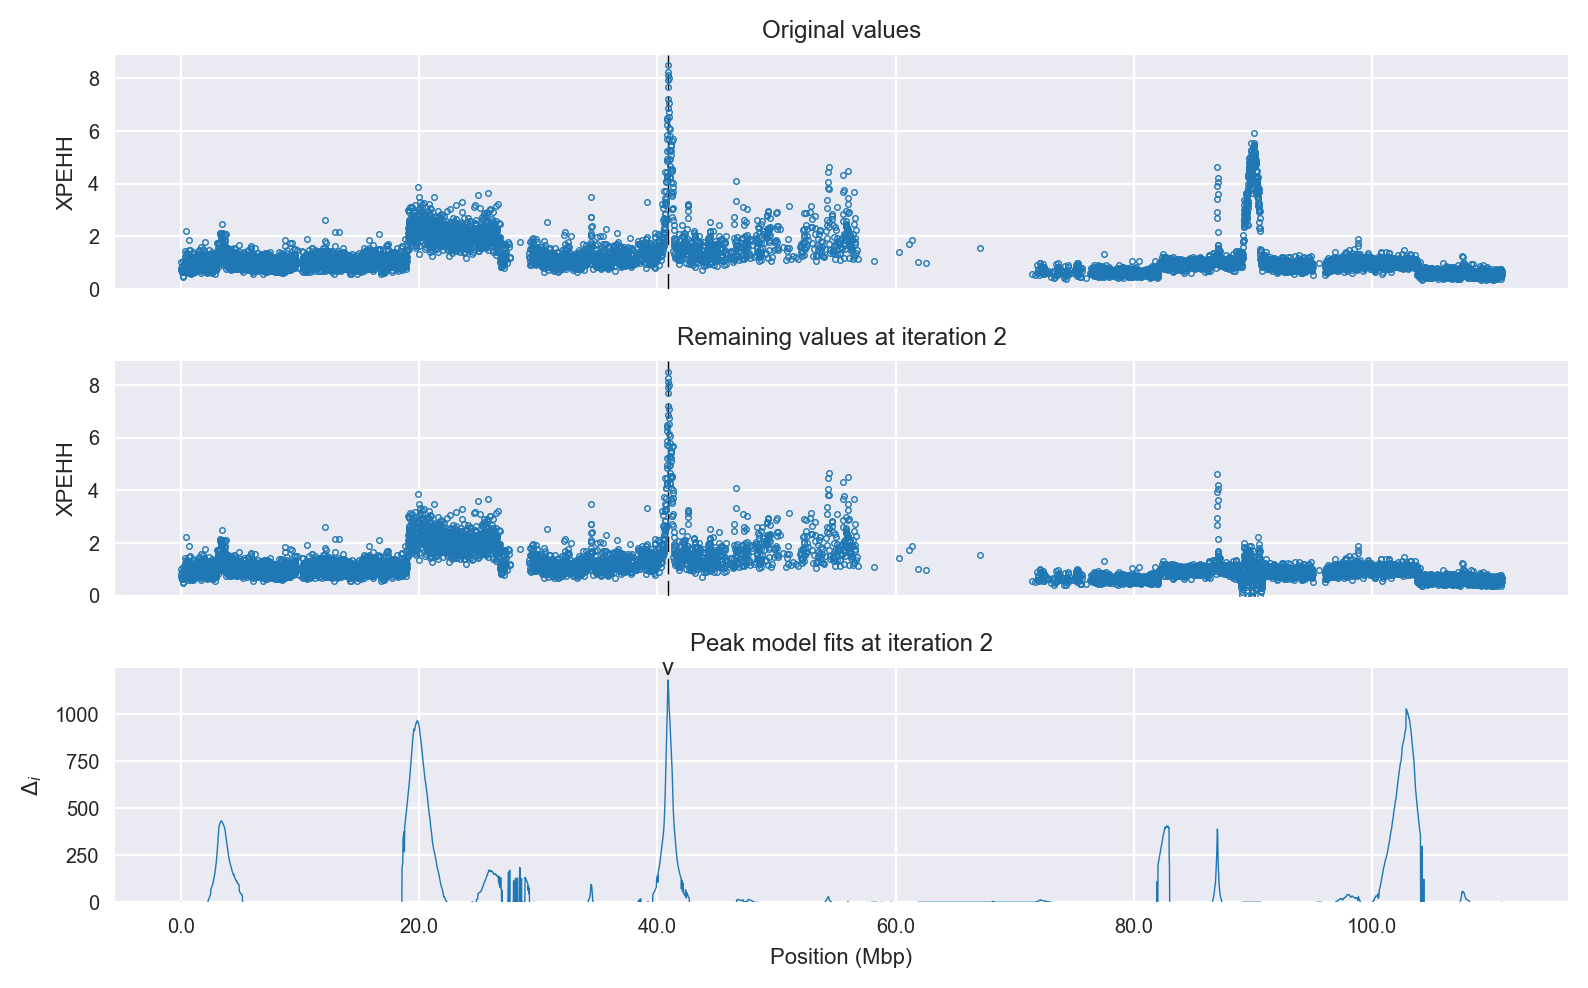 Original values
8
6
4
2
0
XPEHH
Remaining values at iteration 2
8
6
4
2
0
XPEHH
Peak model fits at iteration 2
v
1000
750
500
250
0
Δi
0.0 20.0 40.0 60.0 80.0 100.0
Position (Mbp)